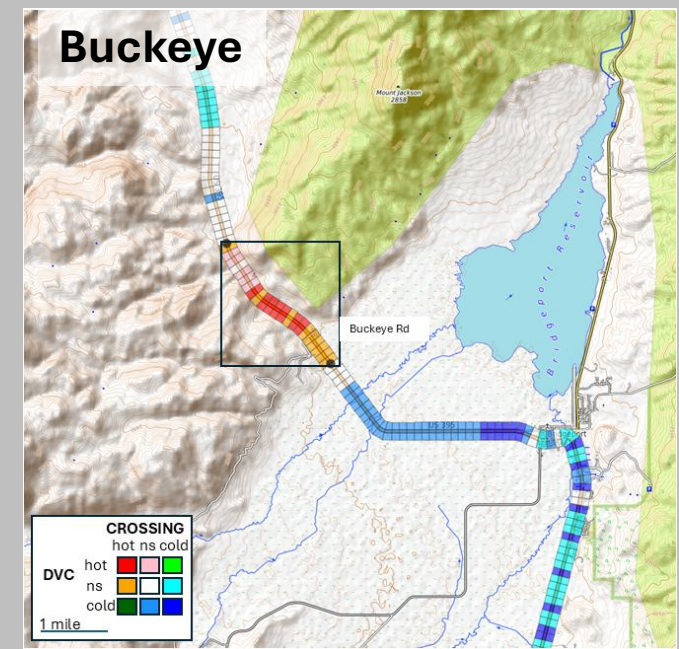 Buckeye
Mount Jackson
2858
Bridgeport Reservoir
Buckeye Rd
US 395
CROSSING
hot ns cold
DVC
hot
ns
cold
1 mile